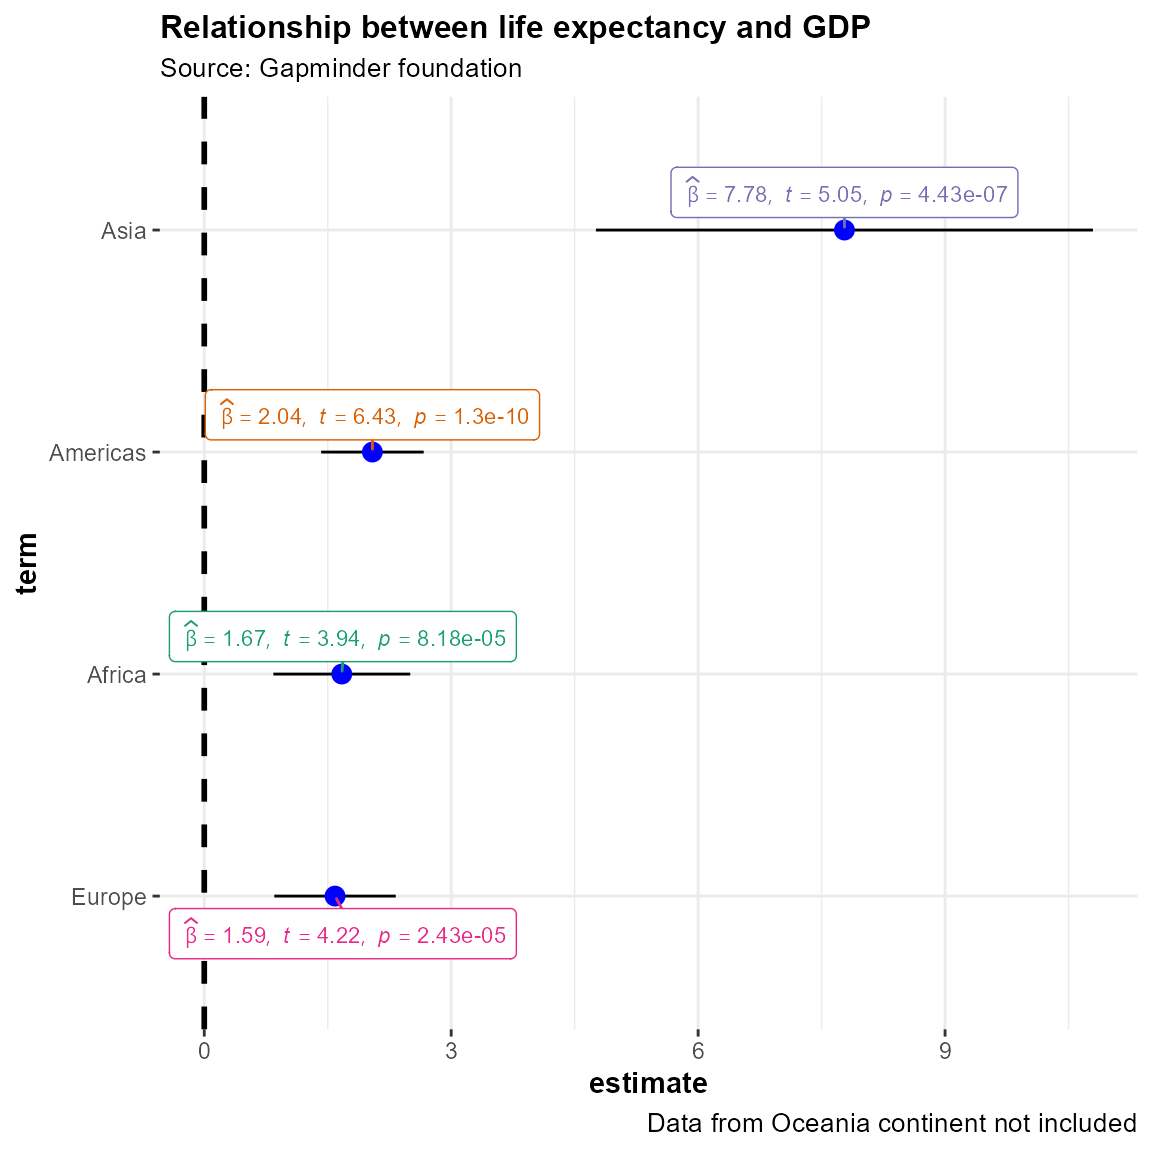 Relationship between life expectancy and GDP
Source: Gapminder foundation
term
Asia
β̂ = 7.78, t = 5.05, p = 4.43e-07
Americas
β̂ = 2.04, t = 6.43, p = 1.3e-10
Africa
β̂ = 1.67, t = 3.94, p = 8.18e-05
Europe
β̂ = 1.59, t = 4.22, p = 2.43e-05
0 3 6 9
estimate
Data from Oceania continent not included